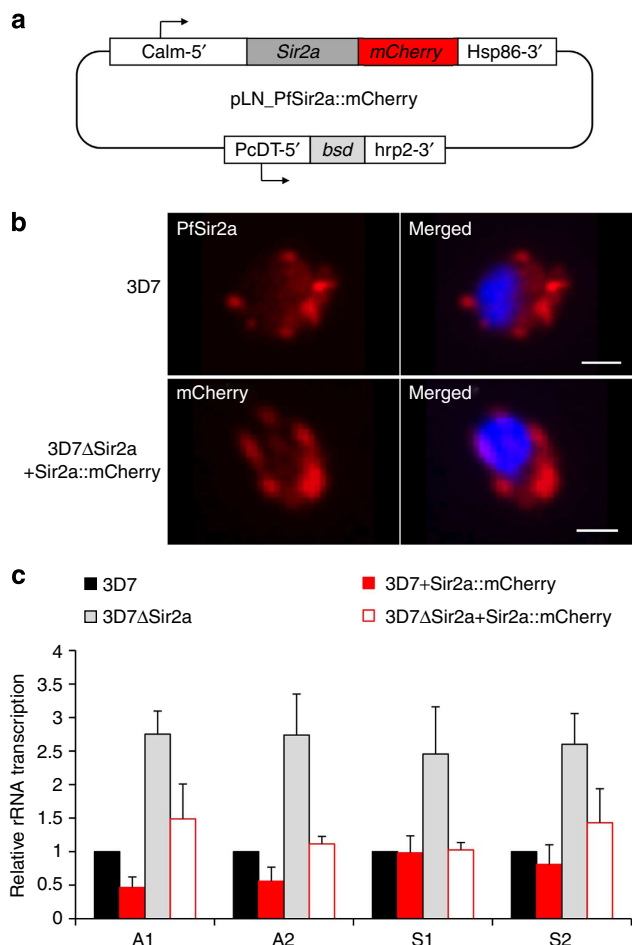 a
Calm-5′ Sir2a mCherry Hsp86-3′
pLN_PfSir2a::mCherry
PcDT-5′ bsd hrp2-3′
b
PfSir2a Merged
3D7
mCherry Merged
3D7ΔSir2a
+Sir2a::mCherry
c
3D7 3D7+Sir2a::mCherry
3D7ΔSir2a 3D7ΔSir2a+Sir2a::mCherry
Relative rRNA transcription
4
3.5
3
2.5
2
1.5
1
0.5
0
A1 A2 S1 S2